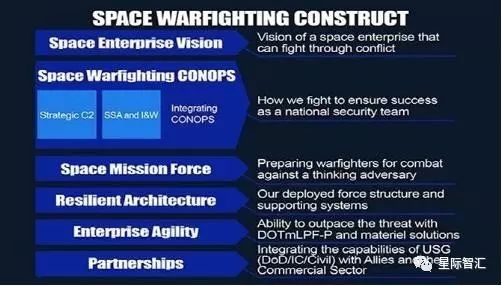 SPACE WARFIGHTING CONSTRUCT
Space Enterprise Vision
Vision of a space enterprise that
can fight through conflict
Space Warfighting CONOPS
Strategic C2
SSA and I&W
Integrating
CONOPS
How we fight to ensure success
as a national security team
Space Mission Force
Preparing warfighters for combat
against a thinking adversary
Resilient Architecture
Our deployed force structure and
supporting systems
Enterprise Agility
Ability to outpace the threat with
DOTmLPF-P and materiel solutions
Partnerships
Integrating the capabilities of USG
(DoD/IC/Civil) with Allies and the
Commercial Sector
星际智汇